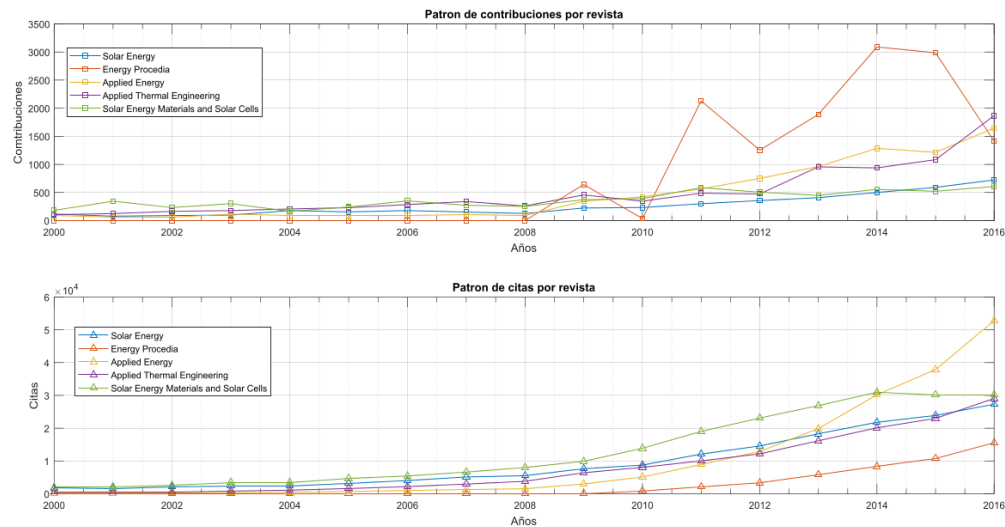 Patron de contribuciones por revista
3500
3000
2500
2000
1500
1000
500
0
Comtribuciones
Solar Energy
Energy Procedia
Applied Energy
Applied Thermal Engineering
Solar Energy Materials and Solar Cells
2000 2002 2004 2006 2008 2010 2012 2014 2016
Años
Patron de citas por revista
×10⁴
6
5
4
3
2
1
0
Citas
Solar Energy
Energy Procedia
Applied Energy
Applied Thermal Engineering
Solar Energy Materials and Solar Cells
2000 2002 2004 2006 2008 2010 2012 2014 2016
Años